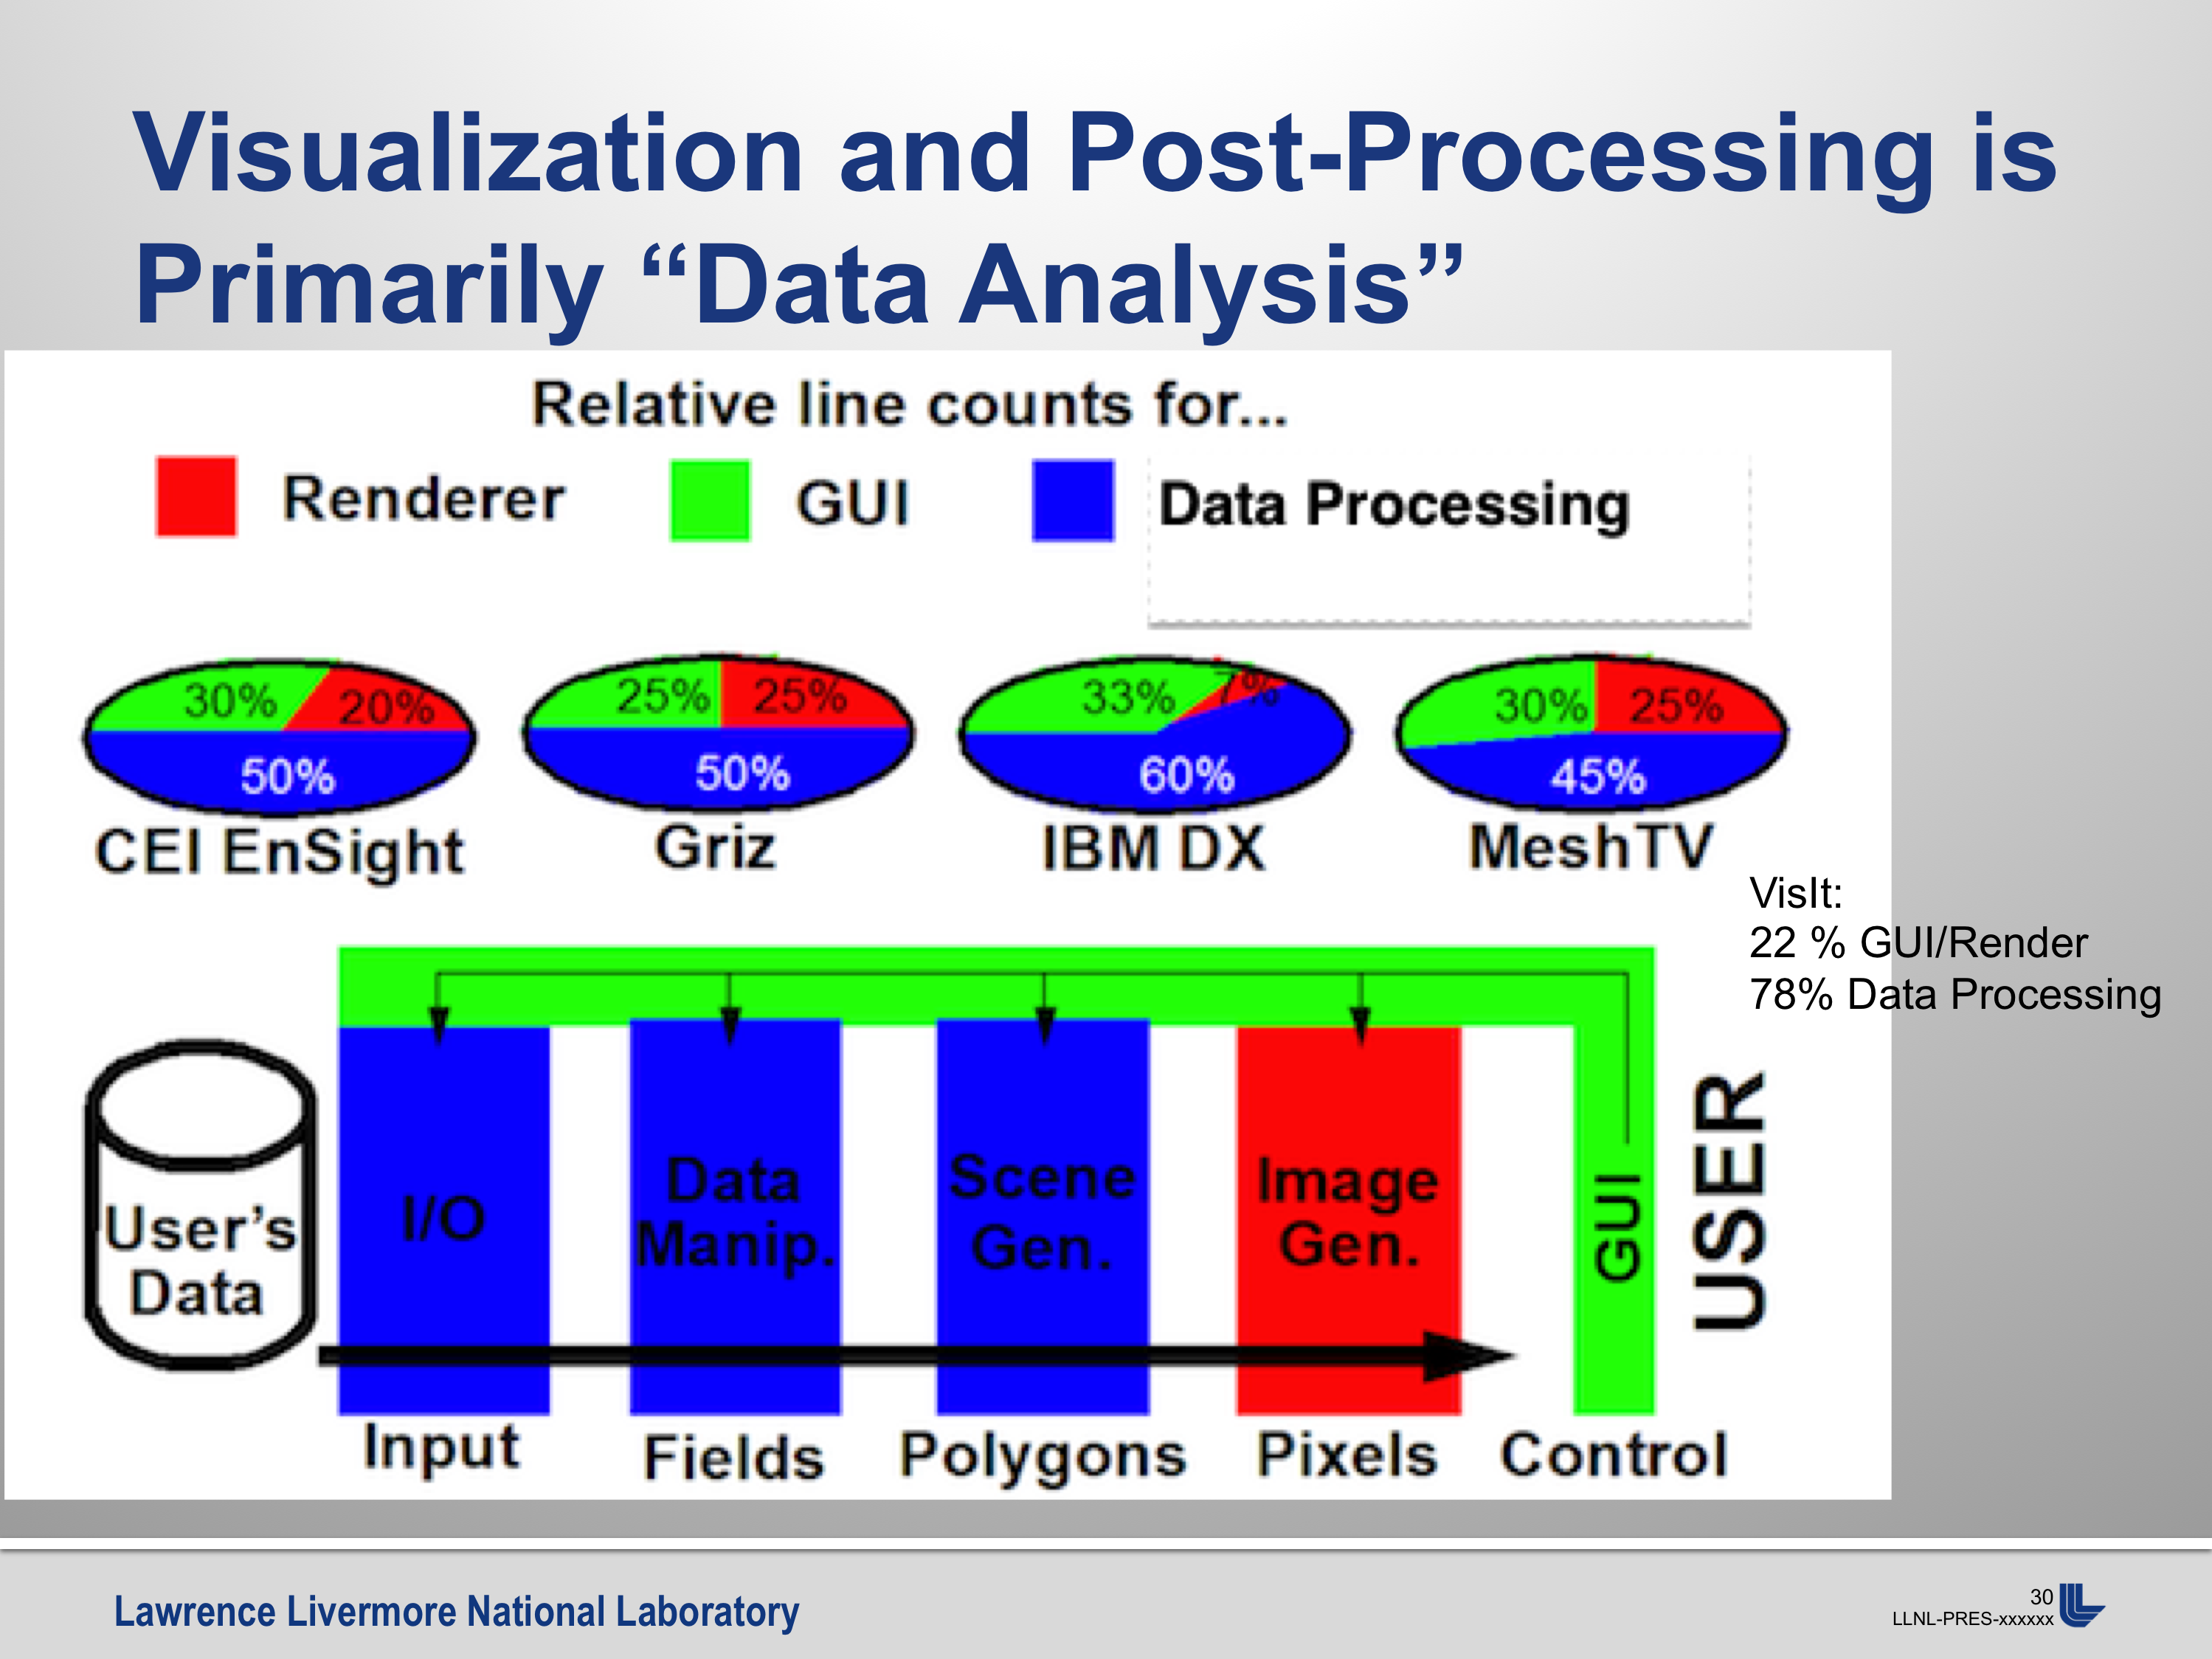 Visualization and Post-Processing is
Primarily “Data Analysis”
Relative line counts for...
Renderer
GUI
Data Processing
30%
20%
50%
CEI EnSight
25%
25%
50%
Griz
33%
7%
60%
IBM DX
30%
25%
45%
MeshTV
VisIt:
22 % GUI/Render
78% Data Processing
User’s
Data
I/O
Data
Manip.
Scene
Gen.
Image
Gen.
GUI
USER
Input
Fields
Polygons
Pixels
Control
Lawrence Livermore National Laboratory
30
LLNL-PRES-xxxxxx